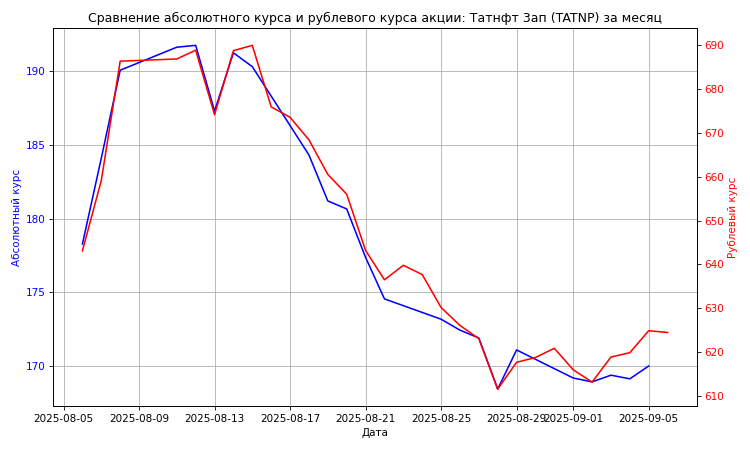 Сравнение абсолютного курса и рублевого курса акции: Татнфт 3ап (TATNP) за месяц
190
185
180
175
170
Абсолютный курс
690
680
670
660
650
640
630
620
610
Рублевый курс
2025-08-05 2025-08-09 2025-08-13 2025-08-17 2025-08-21 2025-08-25 2025-08-29 2025-09-01 2025-09-05
Дата